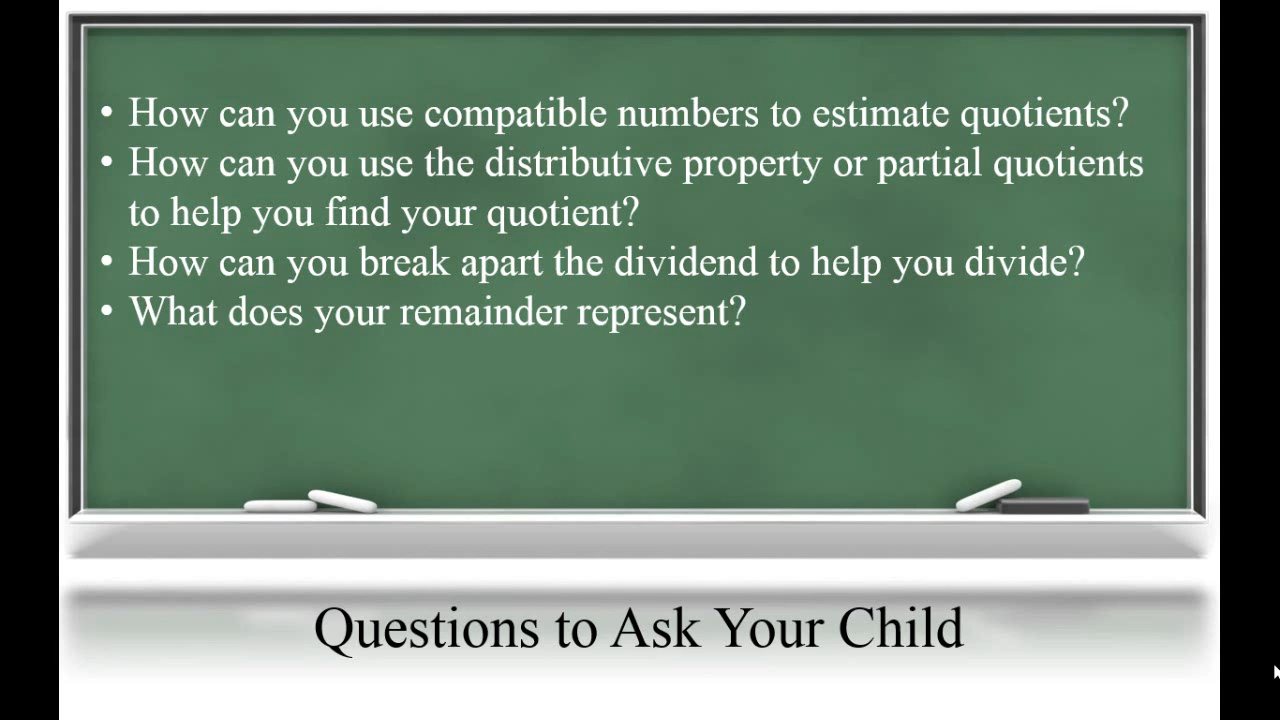 • How can you use compatible numbers to estimate quotients?
• How can you use the distributive property or partial quotients
to help you find your quotient?
• How can you break apart the dividend to help you divide?
• What does your remainder represent?
Questions to Ask Your Child